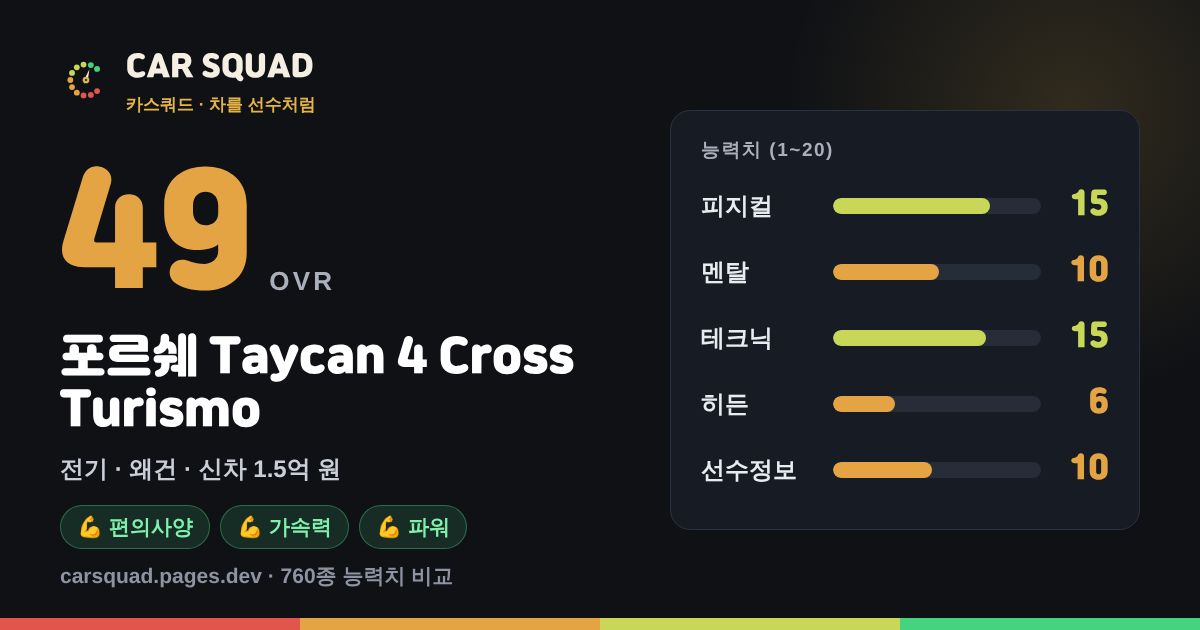 CAR SQUAD
카스쿼드 · 차를 선수처럼
49 OVR
포르쉐 Taycan 4 Cross
Turismo
전기 · 왜건 · 신차 1.5억 원
💪 편의사양 💪 가속력 💪 파워
carsquad.pages.dev · 760종 능력치 비교
능력치 (1~20)
피지컬 15
멘탈 10
테크닉 15
히든 6
선수정보 10